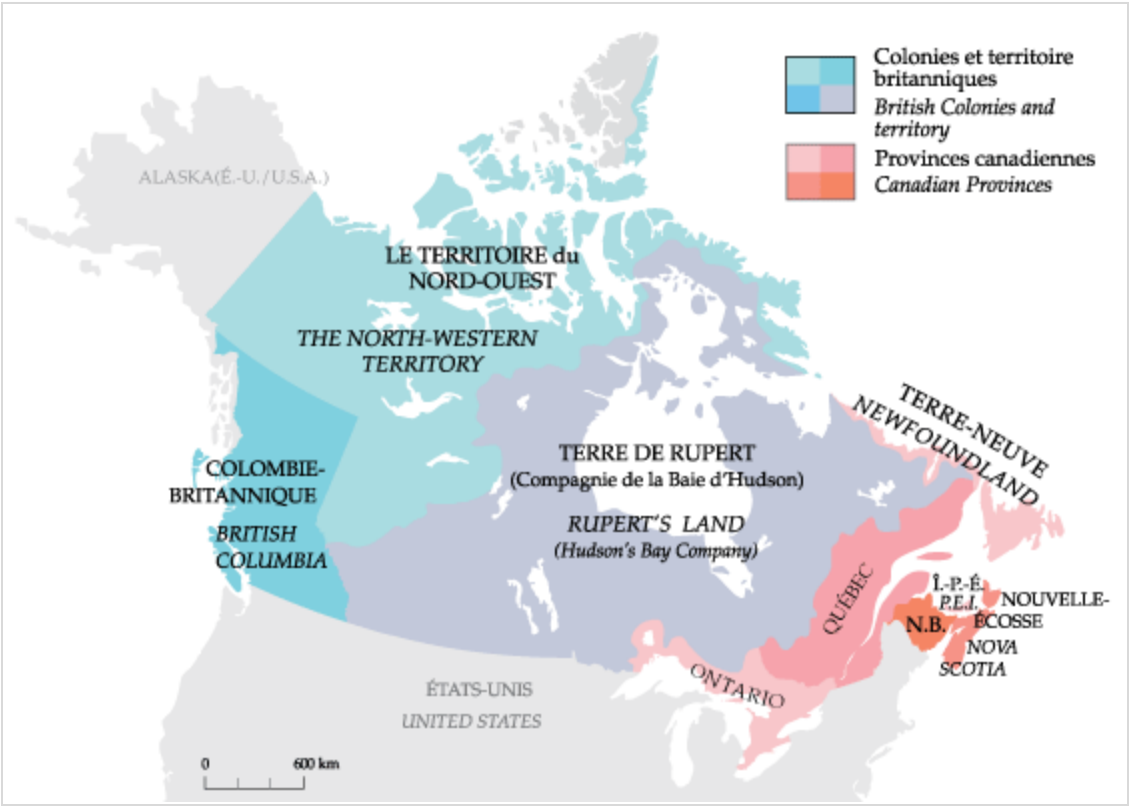 Colonies et territoire
britanniques
British Colonies and
territory
Provinces canadiennes
Canadian Provinces
ALASKA(É.-U./U.S.A.)
LE TERRITOIRE du
NORD-OUEST
THE NORTH-WESTERN
TERRITORY
TERRE-NEUVE
NEWFOUNDLAND
COLOMBIE-
BRITANNIQUE
BRITISH
COLUMBIA
TERRE DE RUPERT
(Compagnie de la Baie d'Hudson)
RUPERT'S LAND
(Hudson's Bay Company)
QUÉBEC
Î.-P.-É.
P.E.I.
NOUVELLE-
ÉCOSSE
N.B.
NOVA
SCOTIA
ONTARIO
ÉTATS-UNIS
UNITED STATES
0 600 km